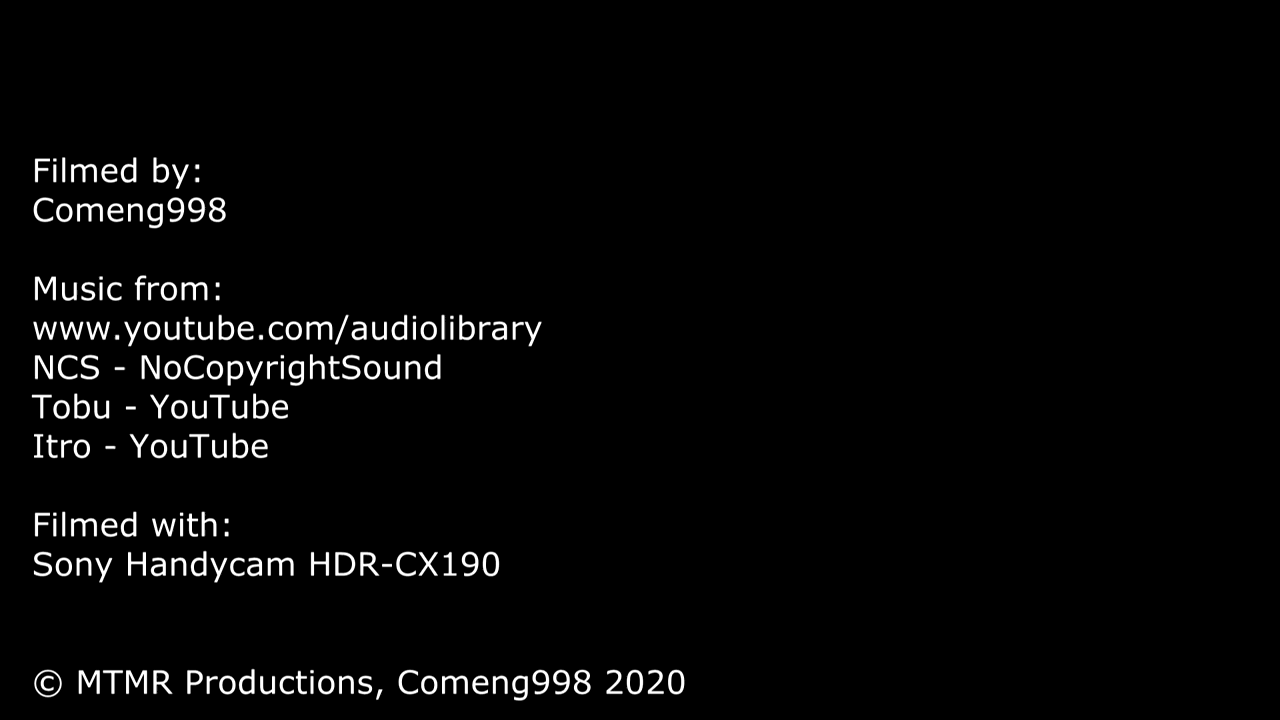 Filmed by:
Comeng998
Music from:
www.youtube.com/audiolibrary
NCS - NoCopyrightSound
Tobu - YouTube
Itro - YouTube
Filmed with:
Sony Handycam HDR-CX190
© MTMR Productions, Comeng998 2020